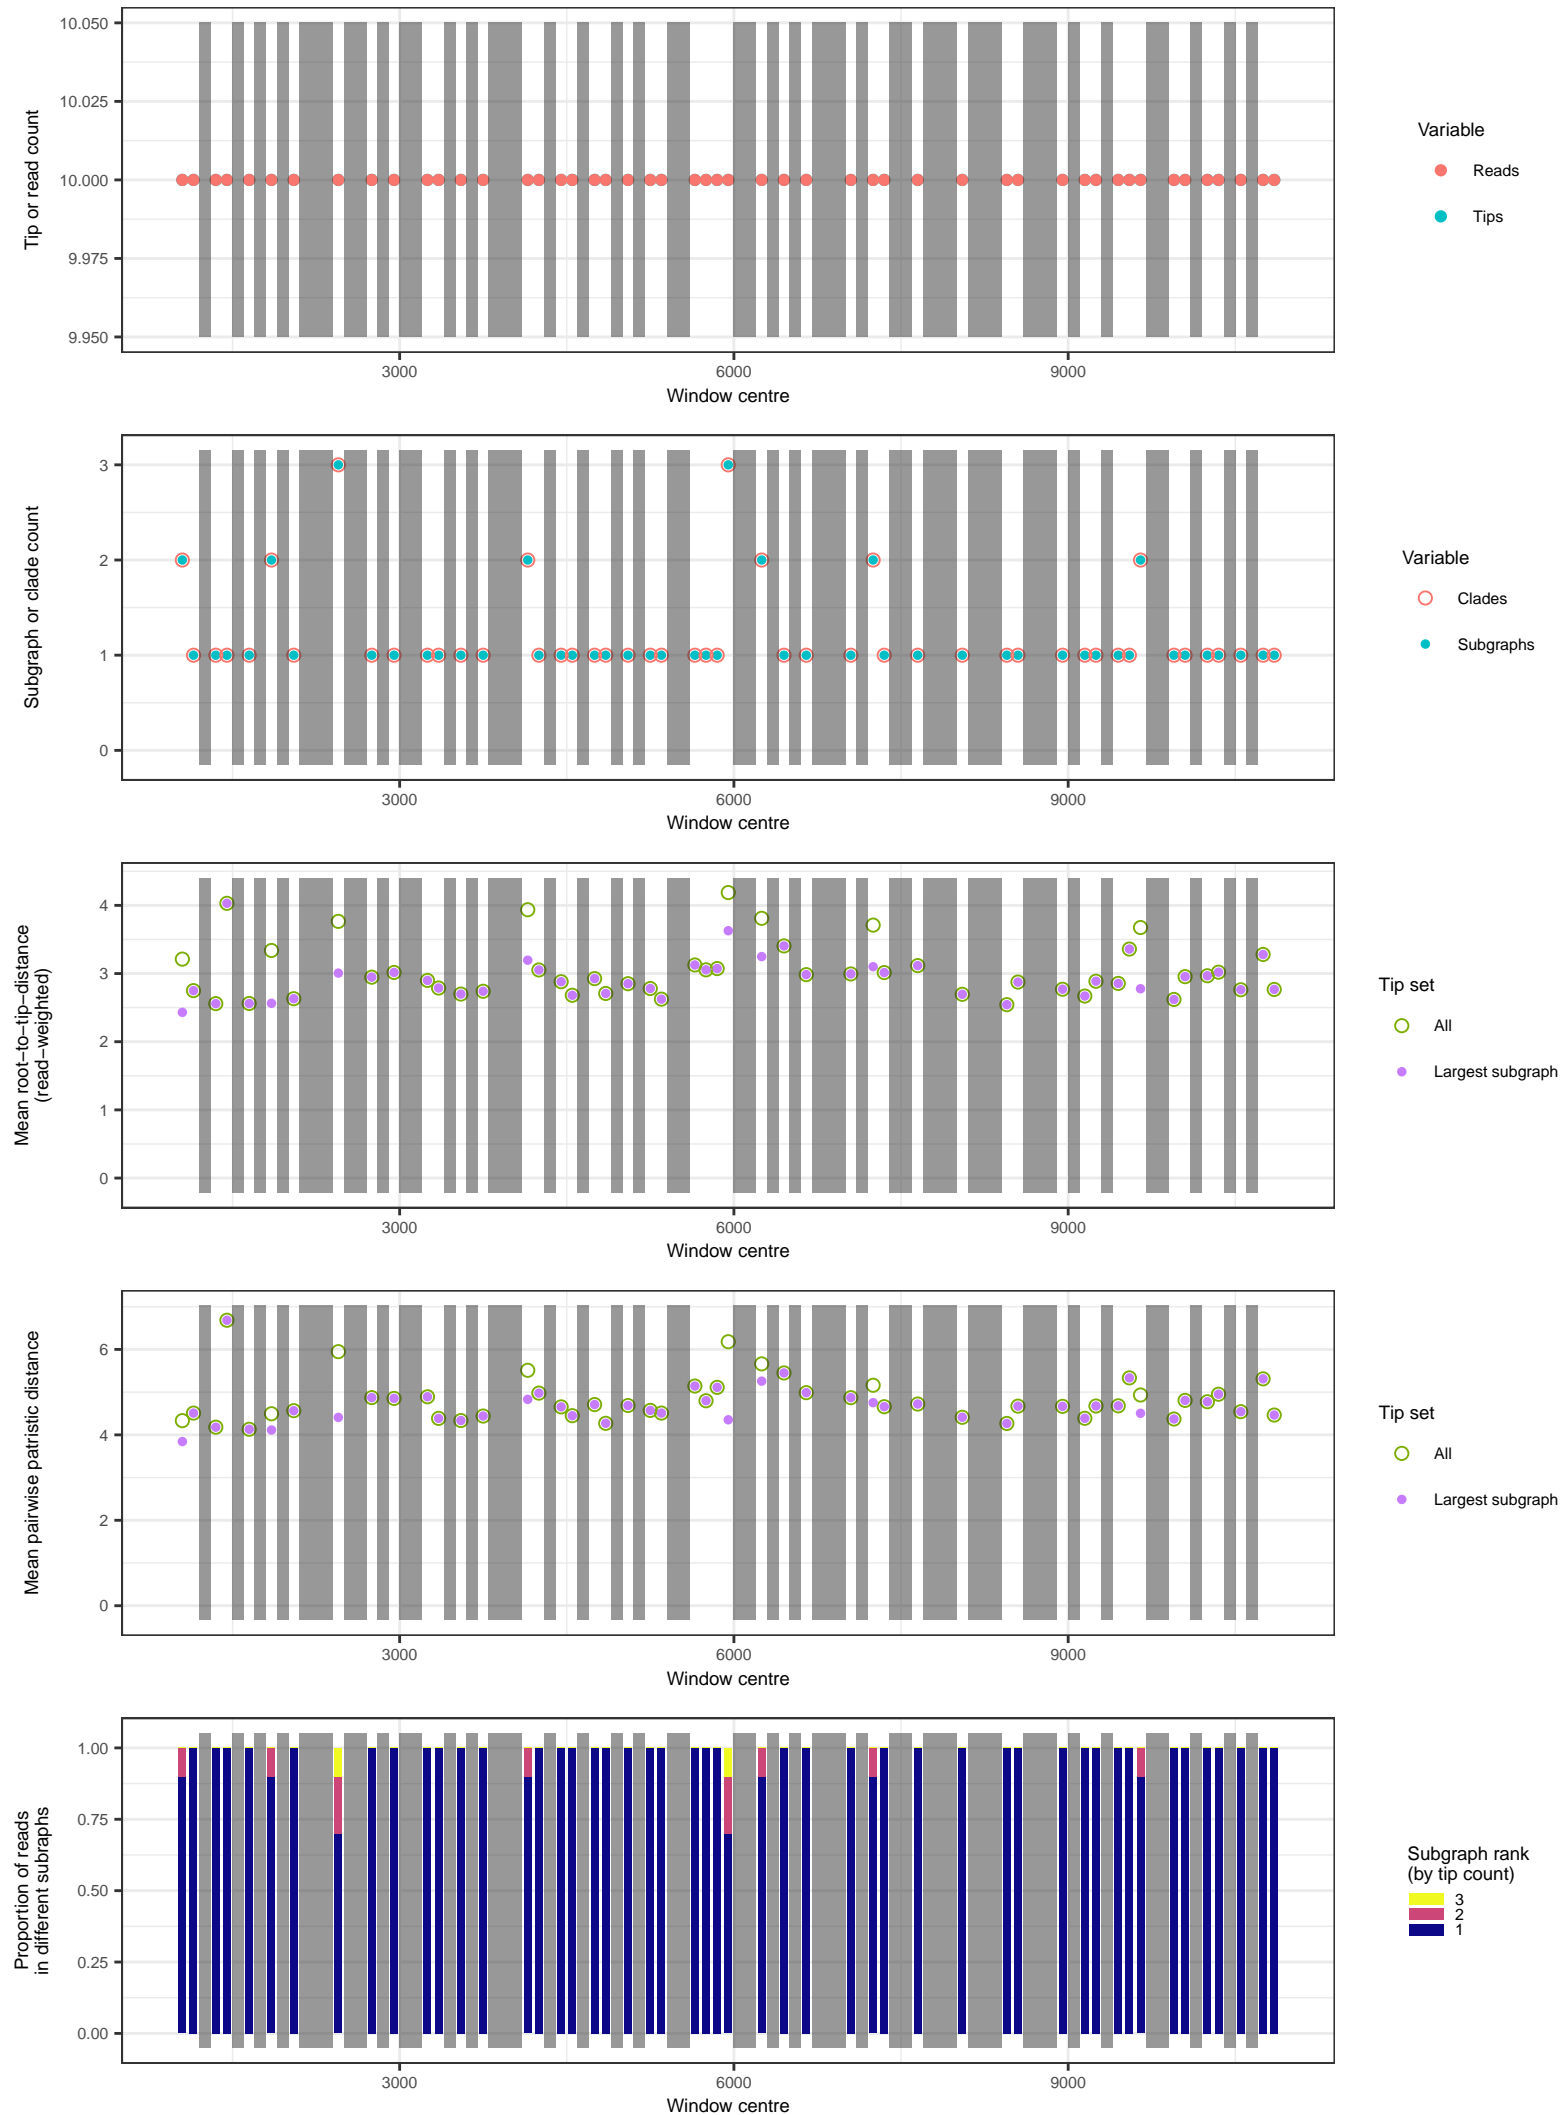 10.050
10.025
10.000
9.975
9.950
Tip or read count
3000
6000
9000
Window centre
Variable
Reads
Tips
3
2
1
0
Subgraph or clade count
3000
6000
9000
Window centre
Variable
Clades
Subgraphs
4
3
2
1
0
Mean root−to−tip−distance
(read−weighted)
3000
6000
9000
Window centre
Tip set
All
Largest subgraph
6
4
2
0
Mean pairwise patristic distance
3000
6000
9000
Window centre
Tip set
All
Largest subgraph
1.00
0.75
0.50
0.25
0.00
Proportion of reads
in different subraphs
3000
6000
9000
Window centre
Subgraph rank
(by tip count)
3
2
1